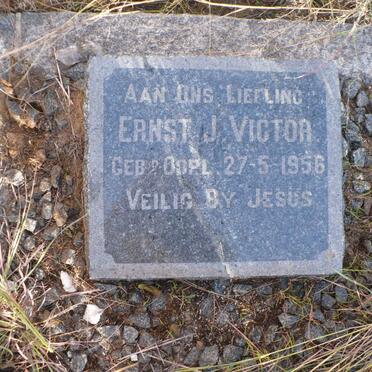 AAN ONS LIEFLING
ERNST J. VICTOR
GEB. OORL. 27-5-1956
VEILIG BY JESUS